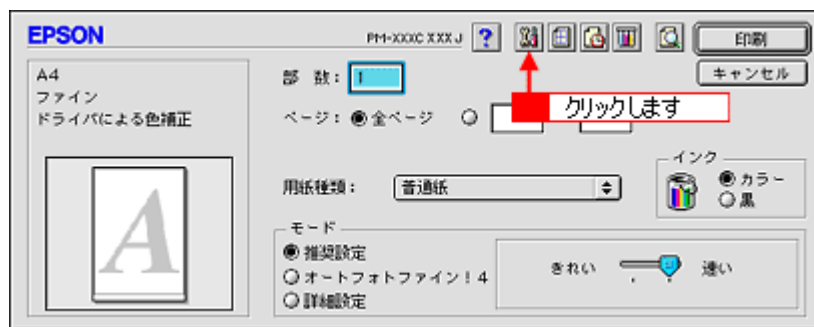 EPSON
PM-XXXC XXX J
?
印刷
A4
ファイン
ドライバによる色補正
部 数: 1
キャンセル
クリックします
ページ: 全ページ
用紙種類: 普通紙
インク
カラー
黒
モード
推奨設定
オートフォトファイン!4
詳細設定
きれい 速い
A